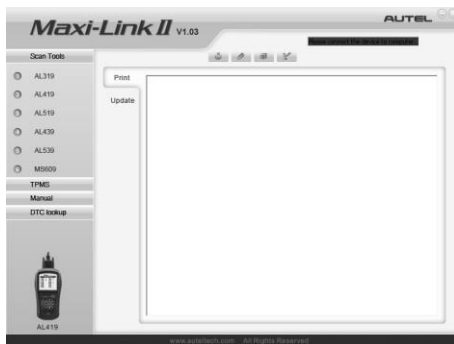 AUTEL
Maxi-Link II V1.03
Please connect the device to computer.
Scan Tools
AL319
AL419
AL519
AL439
AL539
MS609
TPMS
Manual
DTC lookup
Print
Update
AL419
www.auteltech.com All Rights Reserved